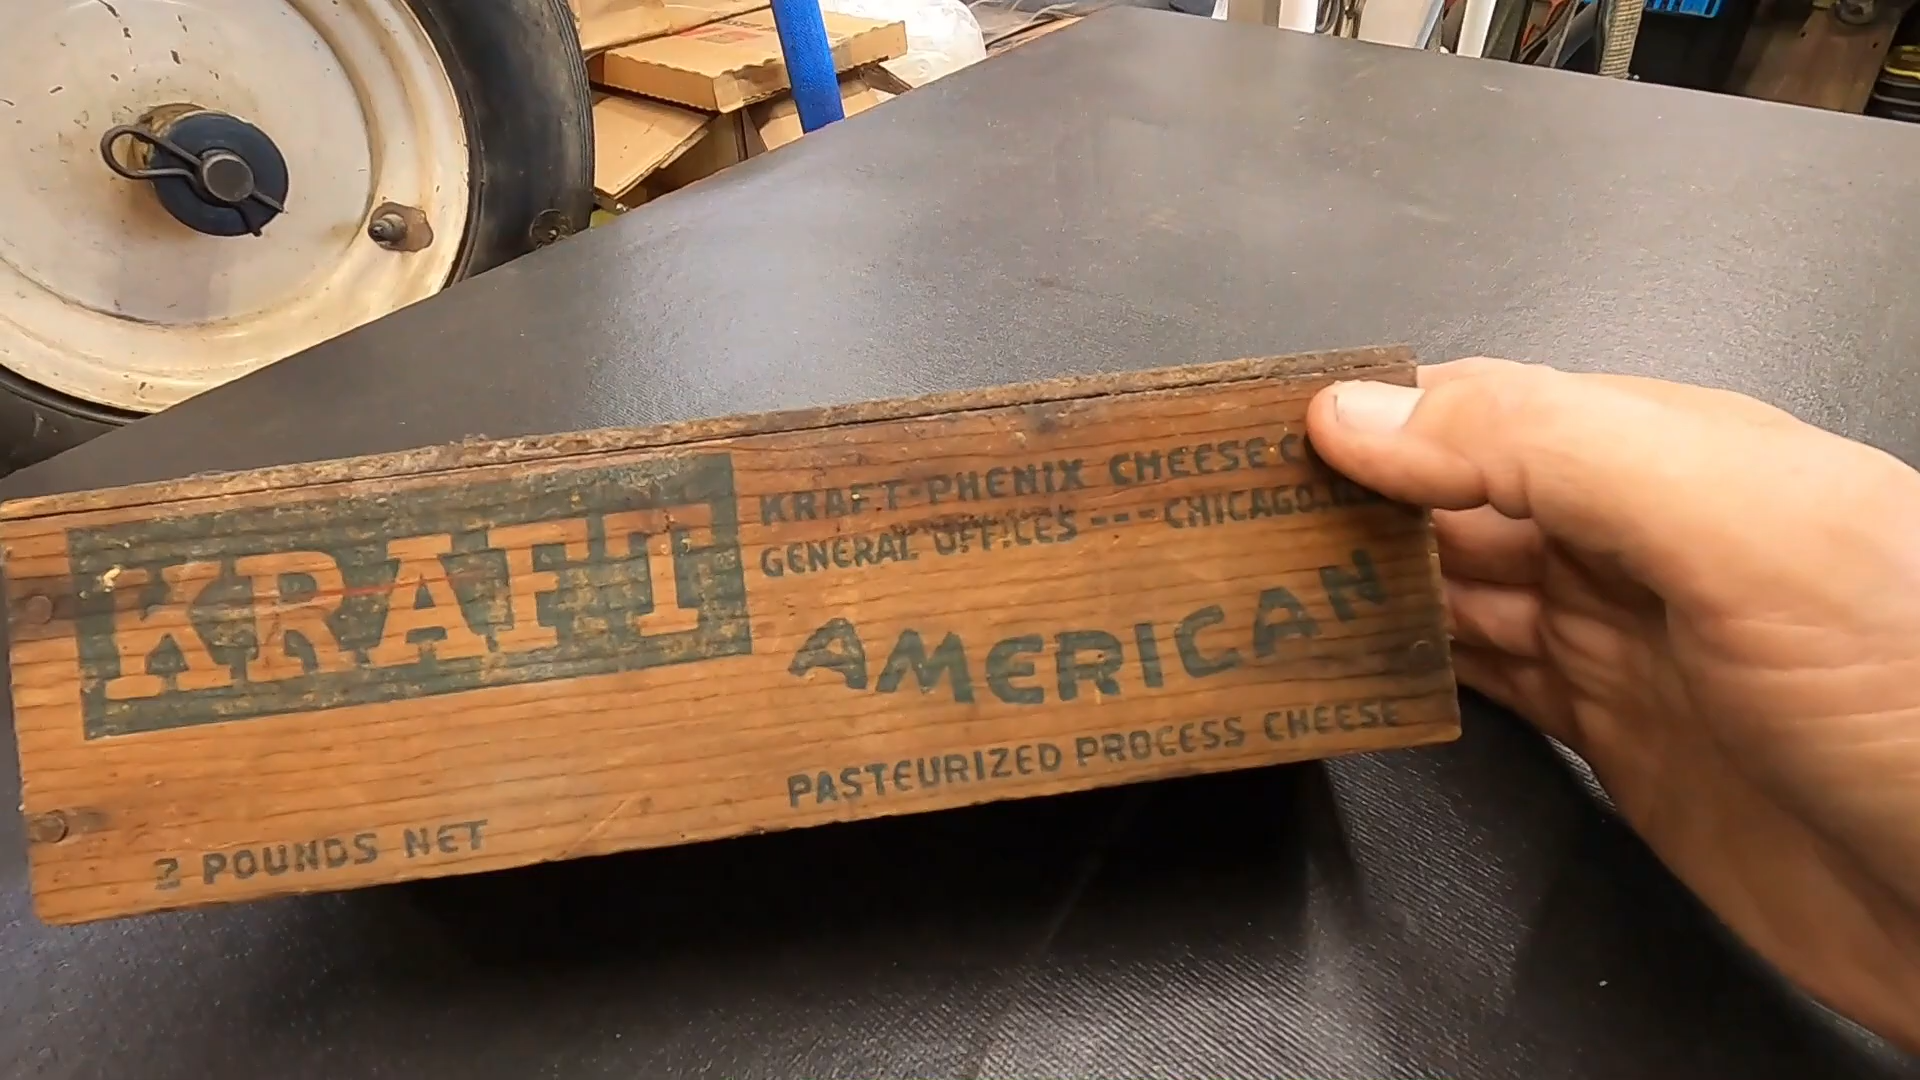 KRAFT
KRAFT-PHENIX CHEESE
GENERAL OFFICES --- CHICAGO,
AMERICAN
PASTEURIZED PROCESS CHEESE
2 POUNDS NET